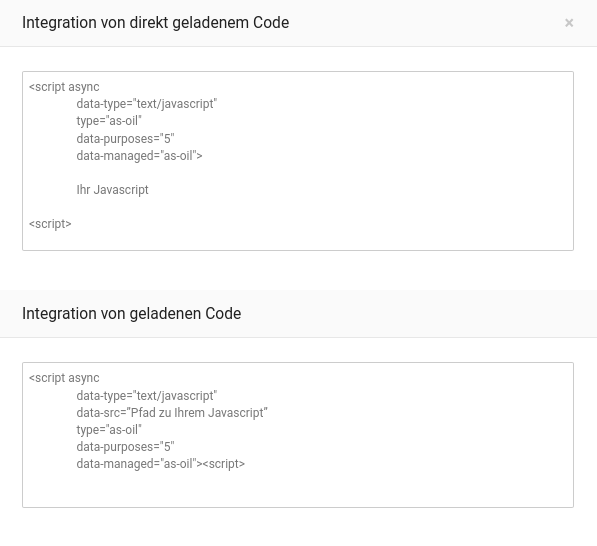 Integration von direkt geladenem Code
×
<script async
data-type="text/javascript"
type="as-oil"
data-purposes="5"
data-managed="as-oil">
Ihr Javascript
<script>
Integration von geladenen Code
<script async
data-type="text/javascript"
data-src="Pfad zu Ihrem Javascript"
type="as-oil"
data-purposes="5"
data-managed="as-oil"><script>